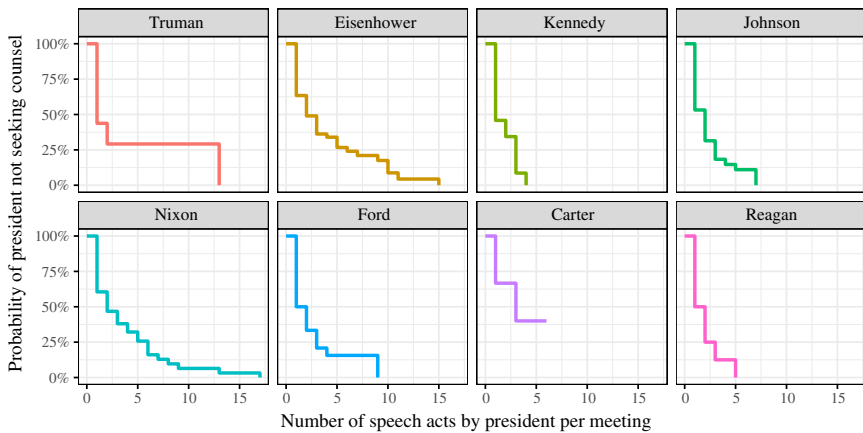 Truman Eisenhower Kennedy Johnson
100%
75%
50%
25%
0%
Nixon Ford Carter Reagan
100%
75%
50%
25%
0%
0 5 10 15 0 5 10 15 0 5 10 15 0 5 10 15
Number of speech acts by president per meeting
Probability of president not seeking counsel